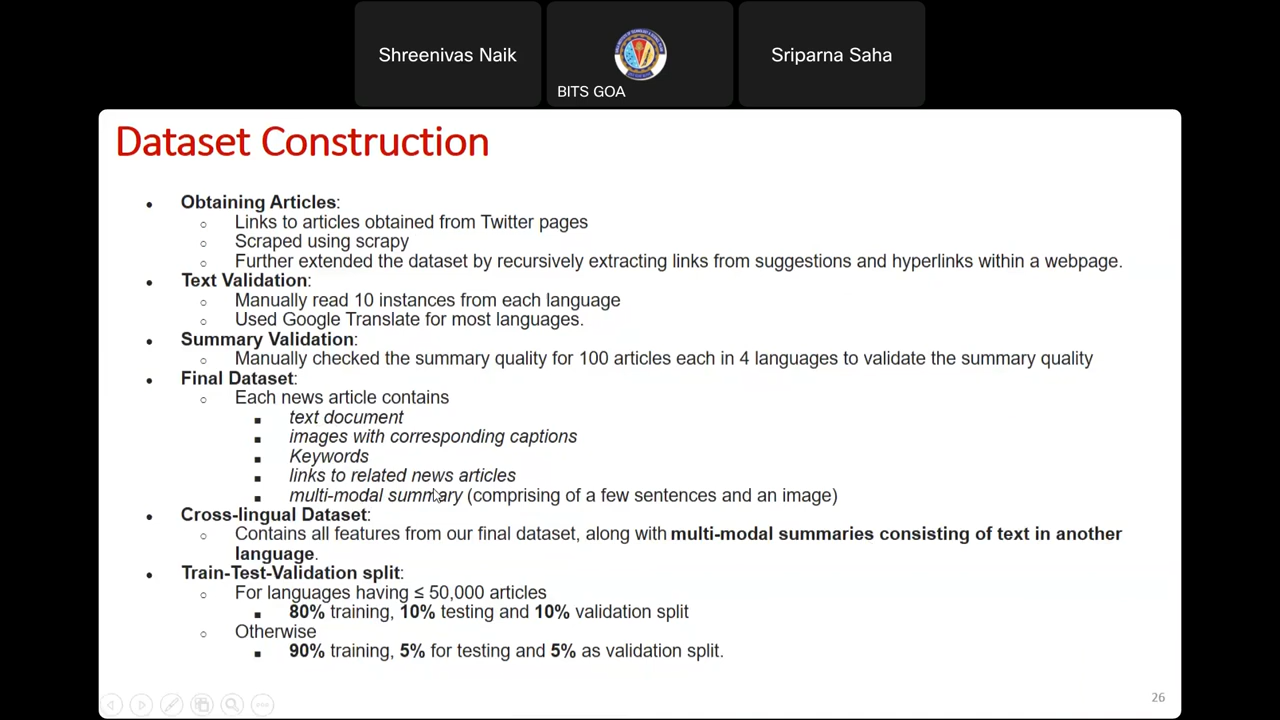 Shreenivas Naik
BITS GOA
Sriparna Saha
Dataset Construction
• Obtaining Articles:
○ Links to articles obtained from Twitter pages
○ Scraped using scrapy
○ Further extended the dataset by recursively extracting links from suggestions and hyperlinks within a webpage.
• Text Validation:
○ Manually read 10 instances from each language
○ Used Google Translate for most languages.
• Summary Validation:
○ Manually checked the summary quality for 100 articles each in 4 languages to validate the summary quality
• Final Dataset:
○ Each news article contains
■ text document
■ images with corresponding captions
■ Keywords
■ links to related news articles
■ multi-modal summary (comprising of a few sentences and an image)
• Cross-lingual Dataset:
○ Contains all features from our final dataset, along with multi-modal summaries consisting of text in another
language.
• Train-Test-Validation split:
○ For languages having ≤ 50,000 articles
■ 80% training, 10% testing and 10% validation split
○ Otherwise
■ 90% training, 5% for testing and 5% as validation split.
26